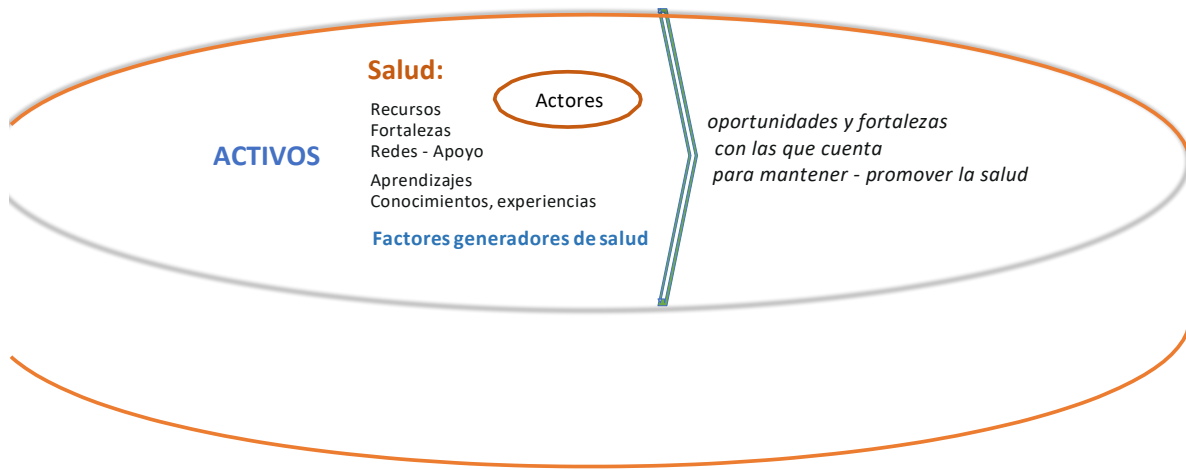 Salud:
Actores
Recursos
Fortalezas
Redes - Apoyo
ACTIVOS
Aprendizajes
Conocimientos, experiencias
Factores generadores de salud
oportunidades y fortalezas
con las que cuenta
para mantener - promover la salud